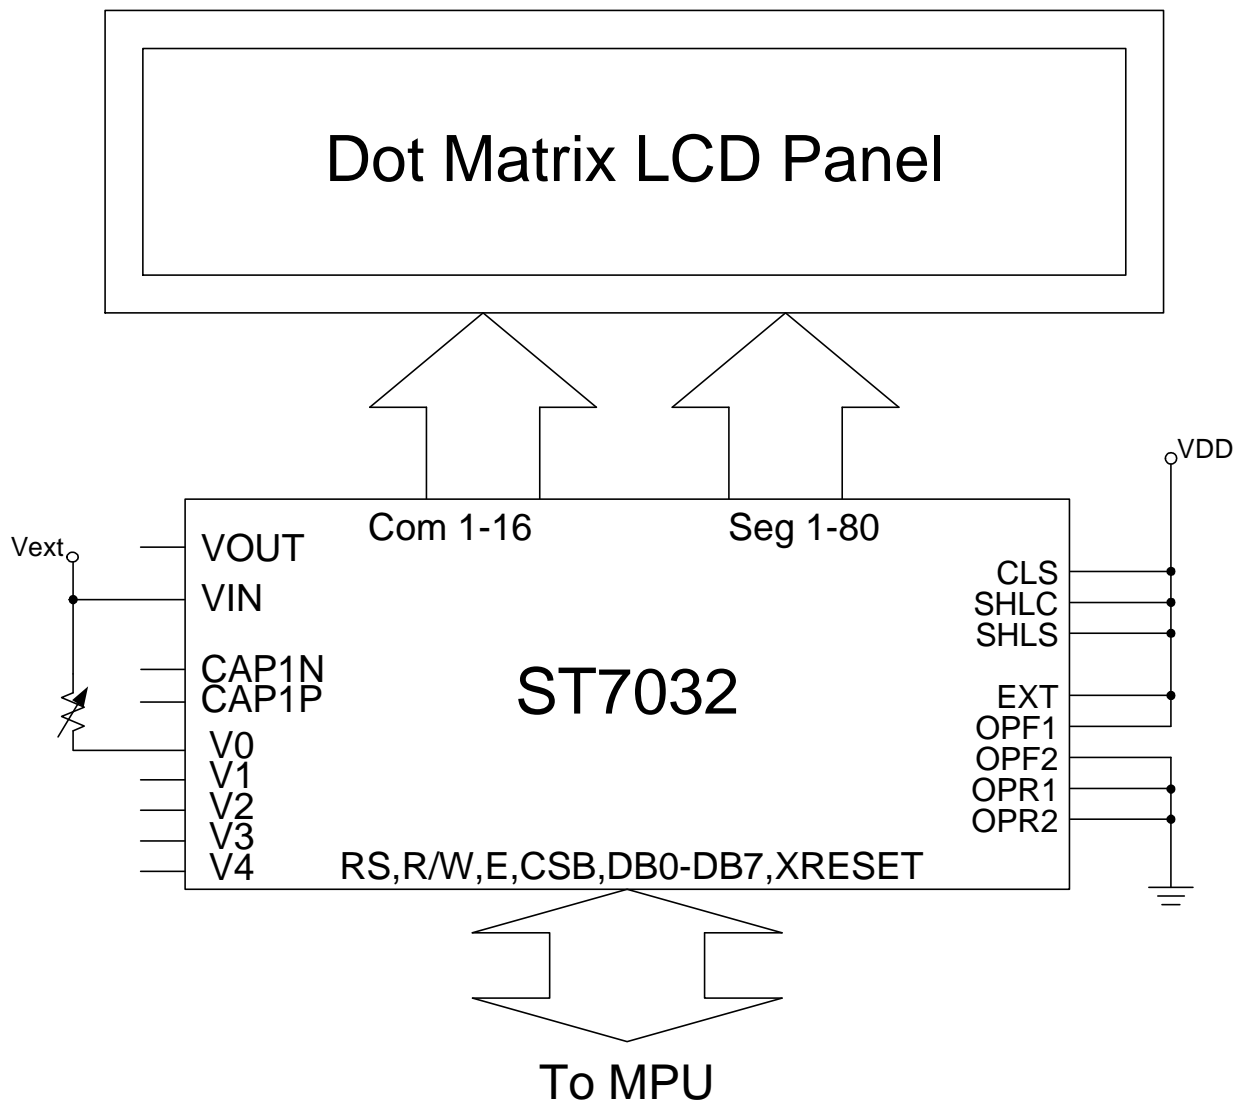 Dot Matrix LCD Panel
VDD
Com 1-16
Seg 1-80
Vext
VOUT
VIN
CAP1N
CAP1P
V0
V1
V2
V3
V4
ST7032
CLS
SHLC
SHLS
EXT
OPF1
OPF2
OPR1
OPR2
RS,R/W,E,CSB,DB0-DB7,XRESET
To MPU